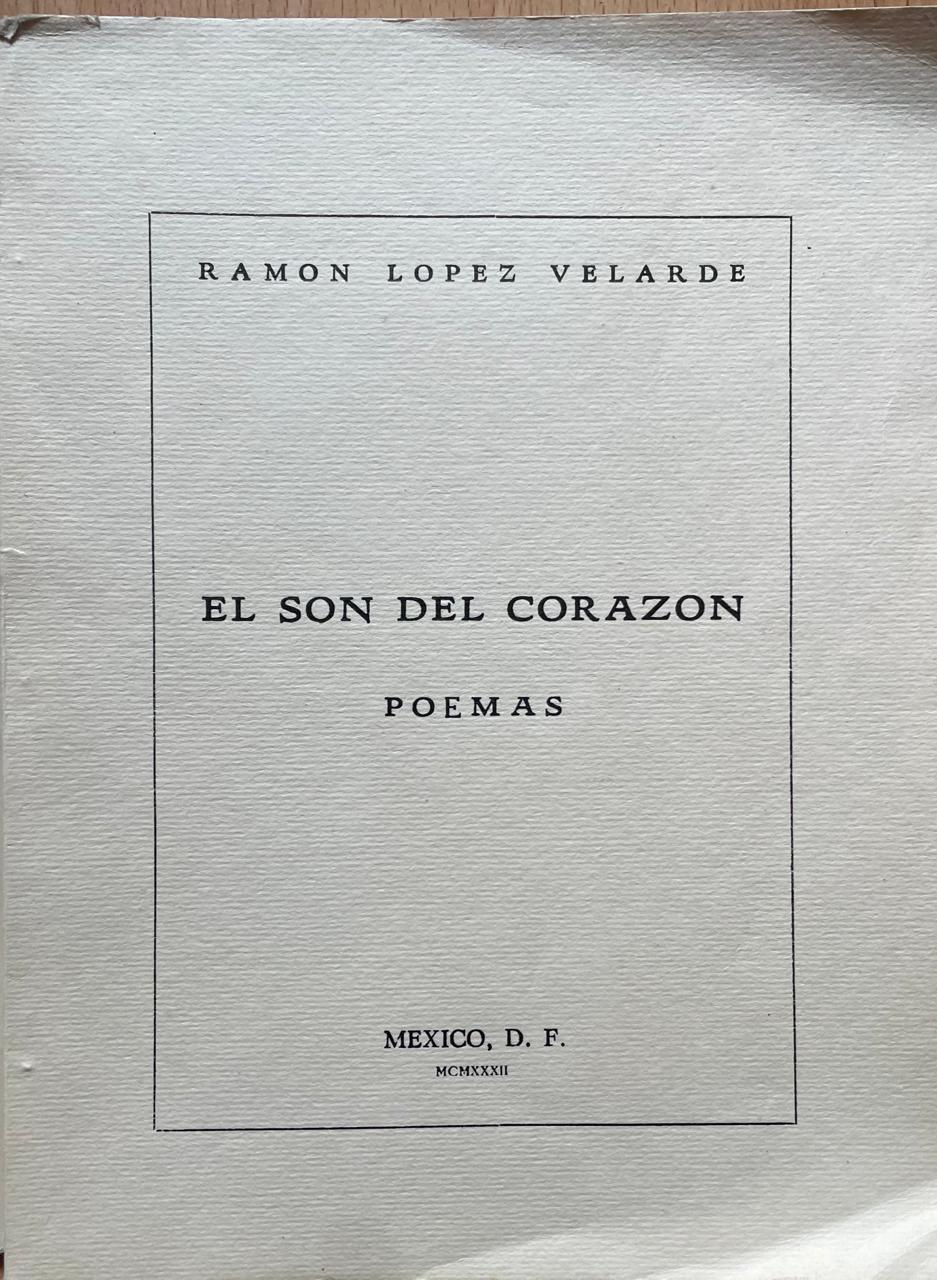 RAMON LOPEZ VELARDE
EL SON DEL CORAZON
POEMAS
MEXICO, D. F.
MCMXXXII